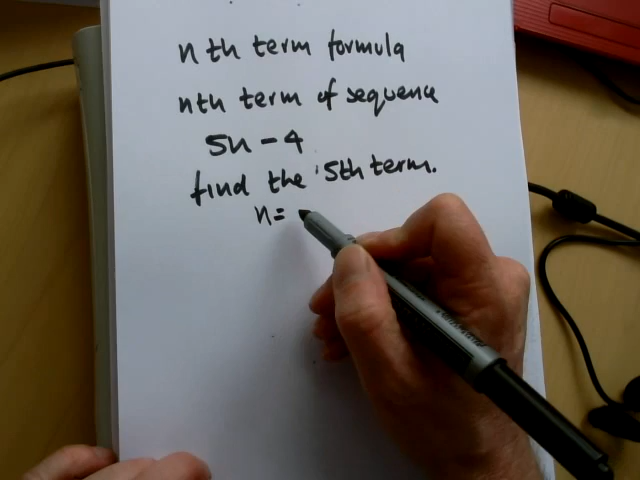 nth term formula
nth term of sequence
5n - 4
find the 5th term.
n =